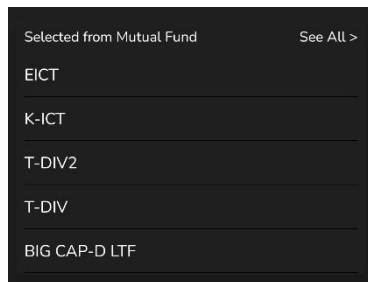 Selected from Mutual Fund See All >
EICT
K-ICT
T-DIV2
T-DIV
BIG CAP-D LTF